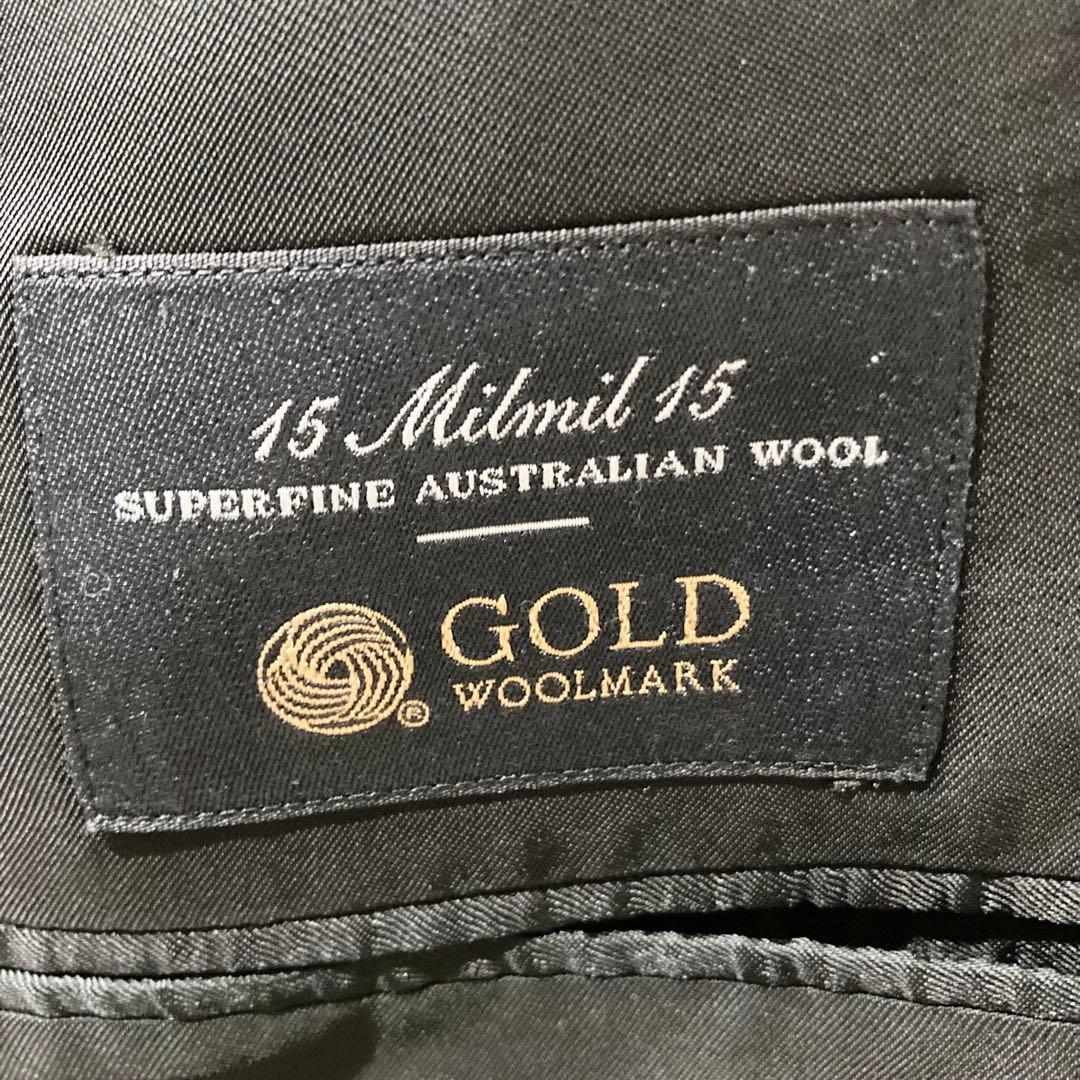 15 Milmil 15
SUPERFINE AUSTRALIAN WOOL
GOLD
WOOLMARK
®